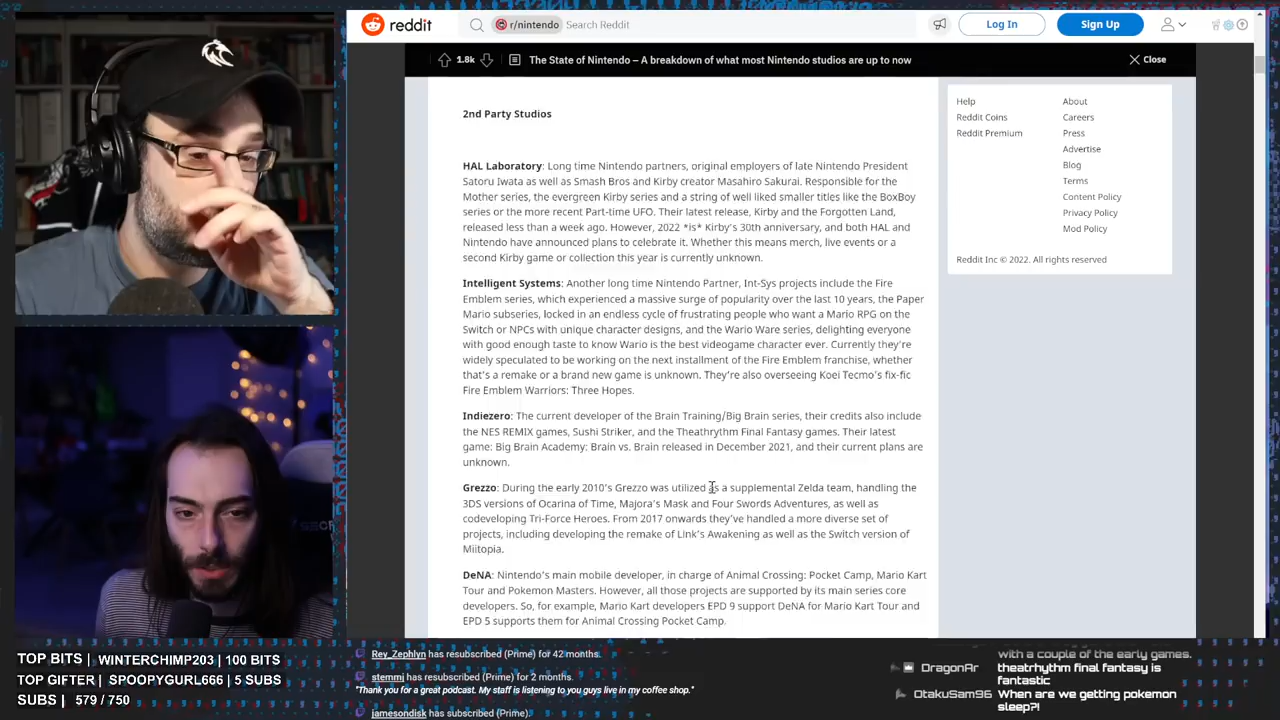 reddit
r/nintendo
Search Reddit
Log In
Sign Up
1.8k
The State of Nintendo – A breakdown of what most Nintendo studios are up to now
Close
2nd Party Studios
HAL Laboratory: Long time Nintendo partners, original employers of late Nintendo President
Satoru Iwata as well as Smash Bros and Kirby creator Masahiro Sakurai. Responsible for the
Mother series, the evergreen Kirby series and a string of well liked smaller titles like the BoxBoy
series or the more recent Part-time UFO. Their latest release, Kirby and the Forgotten Land,
released less than a week ago. However, 2022 *is* Kirby's 30th anniversary, and both HAL and
Nintendo have announced plans to celebrate it. Whether this means merch, live events or a
second Kirby game or collection this year is currently unknown.
Intelligent Systems: Another long time Nintendo Partner, Int-Sys projects include the Fire
Emblem series, which experienced a massive surge of popularity over the last 10 years, the Paper
Mario subseries, locked in an endless cycle of frustrating people who want a Mario RPG on the
Switch or NPCs with unique character designs, and the Wario Ware series, delighting everyone
with good enough taste to know Wario is the best videogame character ever. Currently they're
widely speculated to be working on the next installment of the Fire Emblem franchise, whether
that's a remake or a brand new game is unknown. They're also overseeing Koei Tecmo's fix-fic
Fire Emblem Warriors: Three Hopes.
Indiezero: The current developer of the Brain Training/Big Brain series, their credits also include
the NES REMIX games, Sushi Striker, and the Theathrythm Final Fantasy games. Their latest
game: Big Brain Academy: Brain vs. Brain released in December 2021, and their current plans are
unknown.
Grezzo: During the early 2010's Grezzo was utilized as a supplemental Zelda team, handling the
3DS versions of Ocarina of Time, Majora's Mask and Four Swords Adventures, as well as
codeveloping Tri-Force Heroes. From 2017 onwards they've handled a more diverse set of
projects, including developing the remake of Link's Awakening as well as the Switch version of
Miitopia.
DeNA: Nintendo's main mobile developer, in charge of Animal Crossing: Pocket Camp, Mario Kart
Tour and Pokemon Masters. However, all those projects are supported by its main series core
developers. So, for example, Mario Kart developers EPD 9 support DeNA for Mario Kart Tour and
EPD 5 supports them for Animal Crossing Pocket Camp.
Help
Reddit Coins
Reddit Premium
About
Careers
Press
Advertise
Blog
Terms
Content Policy
Privacy Policy
Mod Policy
Reddit Inc © 2022. All rights reserved
TOP BITS | WINTERCHIMP203 | 100 BITS
TOP GIFTER | SPOOPYGURL666 | 5 SUBS
SUBS | 579 / 750
Rev_Zephlyn has resubscribed (Prime) for 42 months.
stemmj has resubscribed (Prime) for 2 months.
"Thank you for a great podcast. My staff is listening to you guys live in my coffee shop."
jamesondisk has subscribed (Prime).
with a couple of the early games.
DragonAr theatrhythm final fantasy is
fantastic
OtakuSam96 When are we getting pokemon
sleep?!